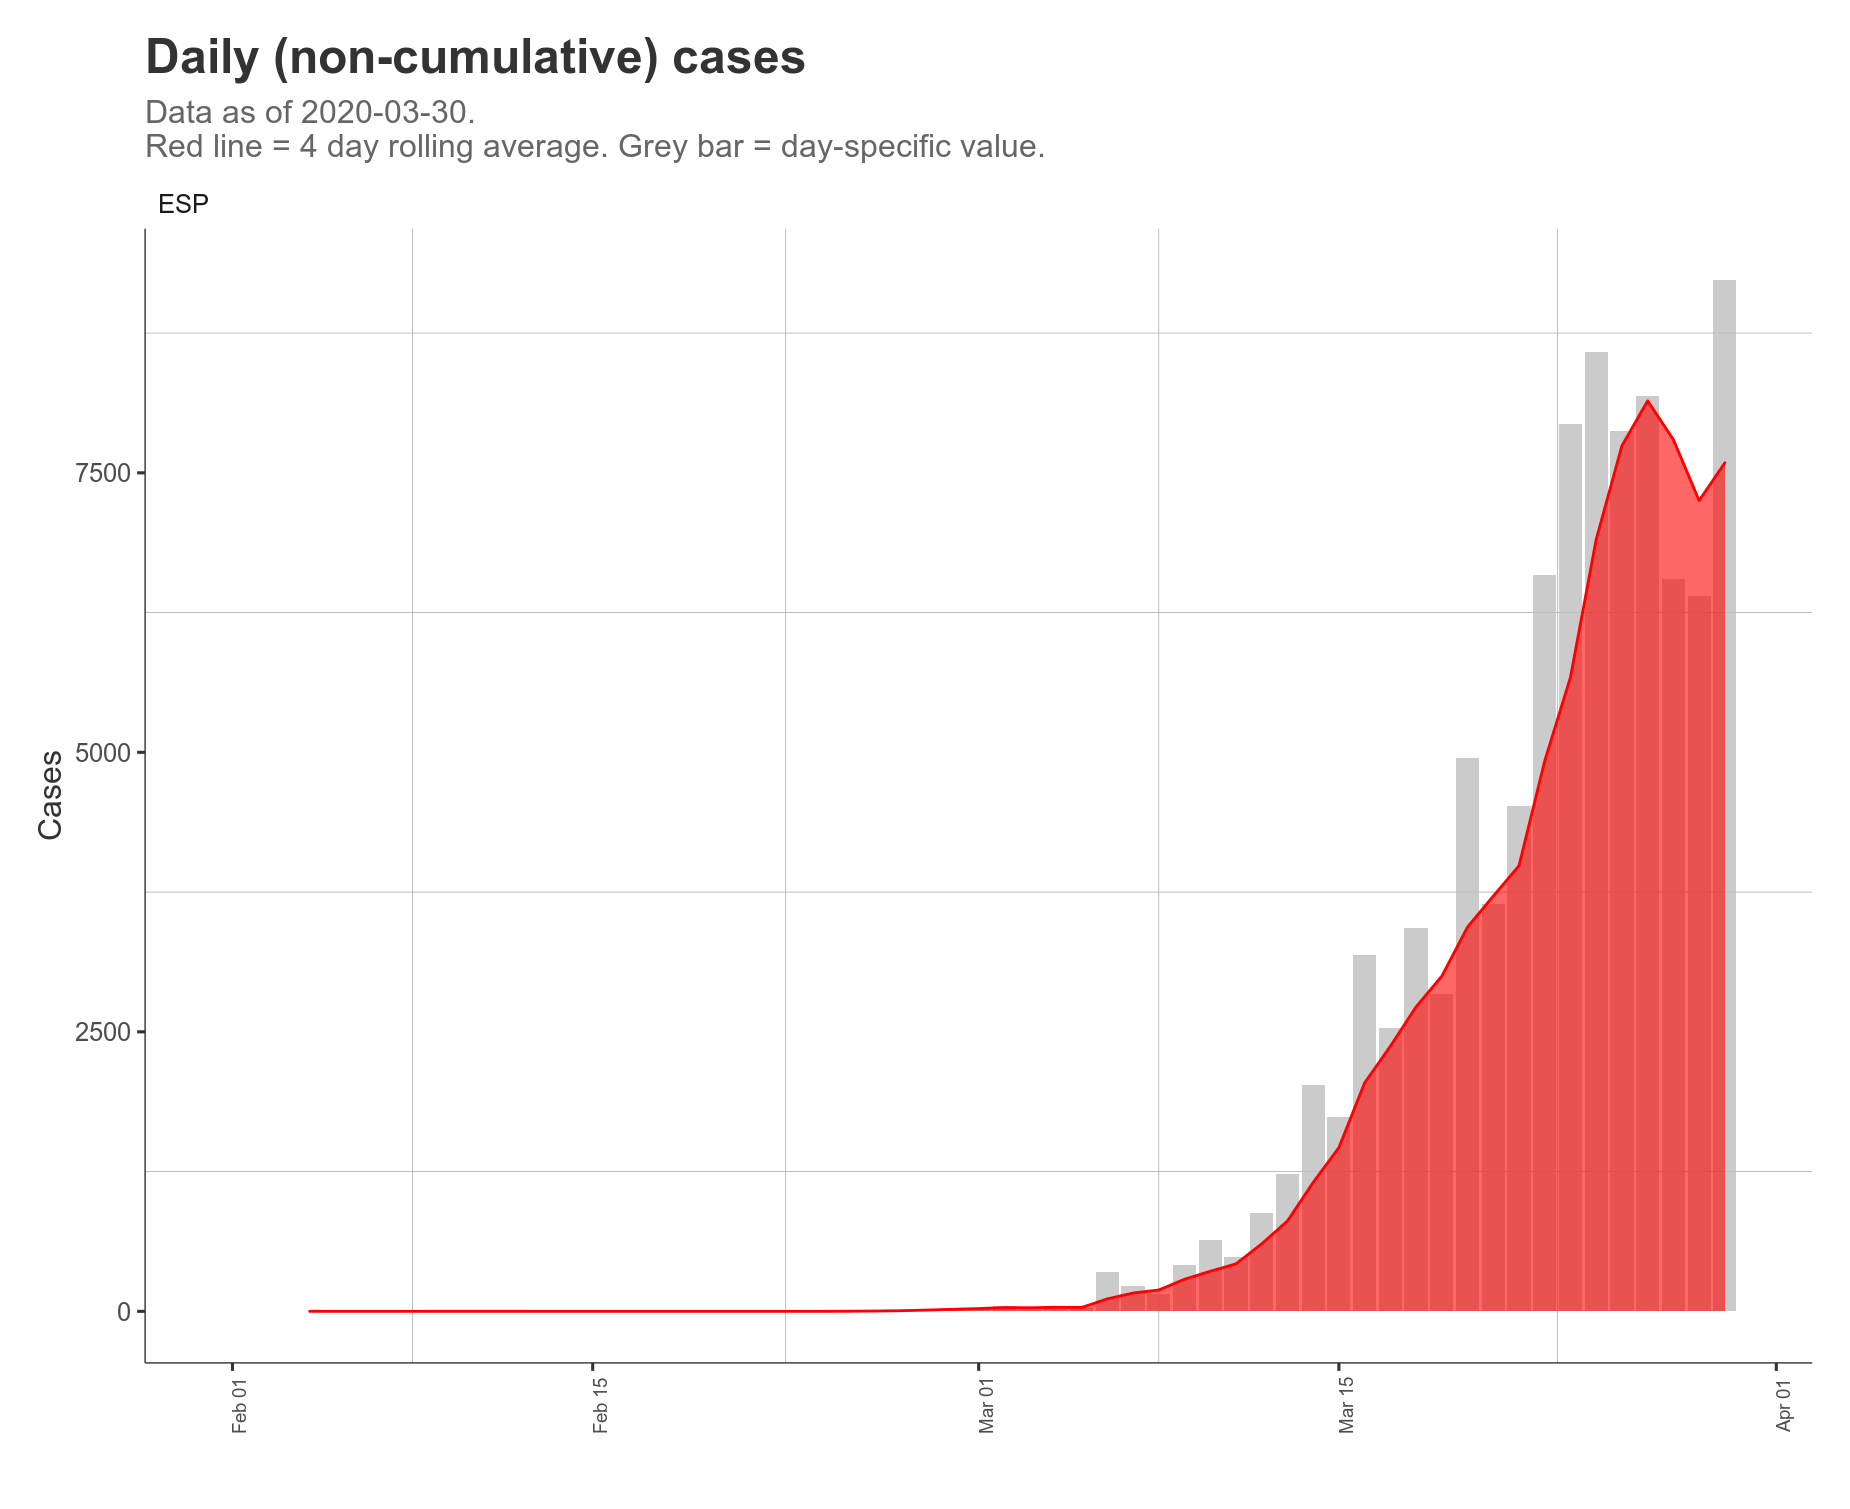 Daily (non-cumulative) cases
Data as of 2020-03-30.
Red line = 4 day rolling average. Grey bar = day-specific value.
ESP
7500
5000
2500
0
Cases
Feb 01
Feb 15
Mar 01
Mar 15
Apr 01